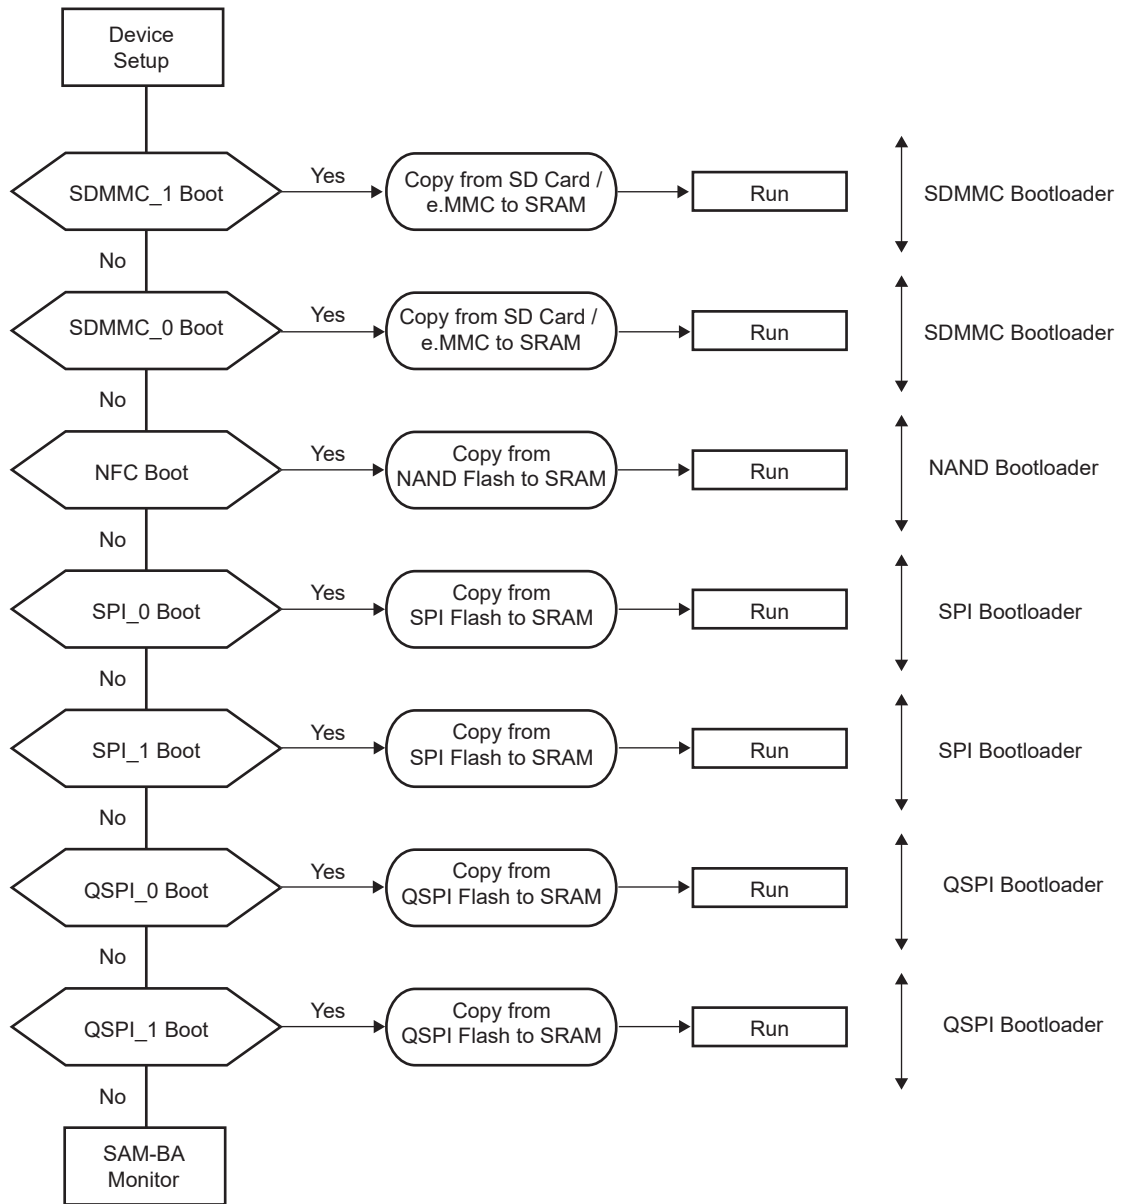 Device
Setup
SDMMC_1 Boot
Yes
Copy from SD Card /
e.MMC to SRAM
Run
SDMMC Bootloader
No
SDMMC_0 Boot
Yes
Copy from SD Card /
e.MMC to SRAM
Run
SDMMC Bootloader
No
NFC Boot
Yes
Copy from
NAND Flash to SRAM
Run
NAND Bootloader
No
SPI_0 Boot
Yes
Copy from
SPI Flash to SRAM
Run
SPI Bootloader
No
SPI_1 Boot
Yes
Copy from
SPI Flash to SRAM
Run
SPI Bootloader
No
QSPI_0 Boot
Yes
Copy from
QSPI Flash to SRAM
Run
QSPI Bootloader
No
QSPI_1 Boot
Yes
Copy from
QSPI Flash to SRAM
Run
QSPI Bootloader
No
SAM-BA
Monitor